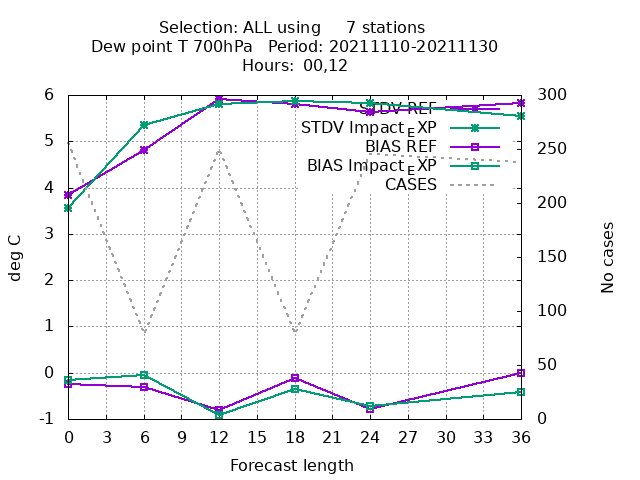 Selection: ALL using 7 stations
Dew point T 700hPa Period: 20211110-20211130
Hours: 00,12
STDV REF
STDV Impact_EXP
BIAS REF
BIAS Impact_EXP
CASES
deg C
6
5
4
3
2
1
0
-1
No cases
300
250
200
150
100
50
0
0 3 6 9 12 15 18 21 24 27 30 33 36
Forecast length